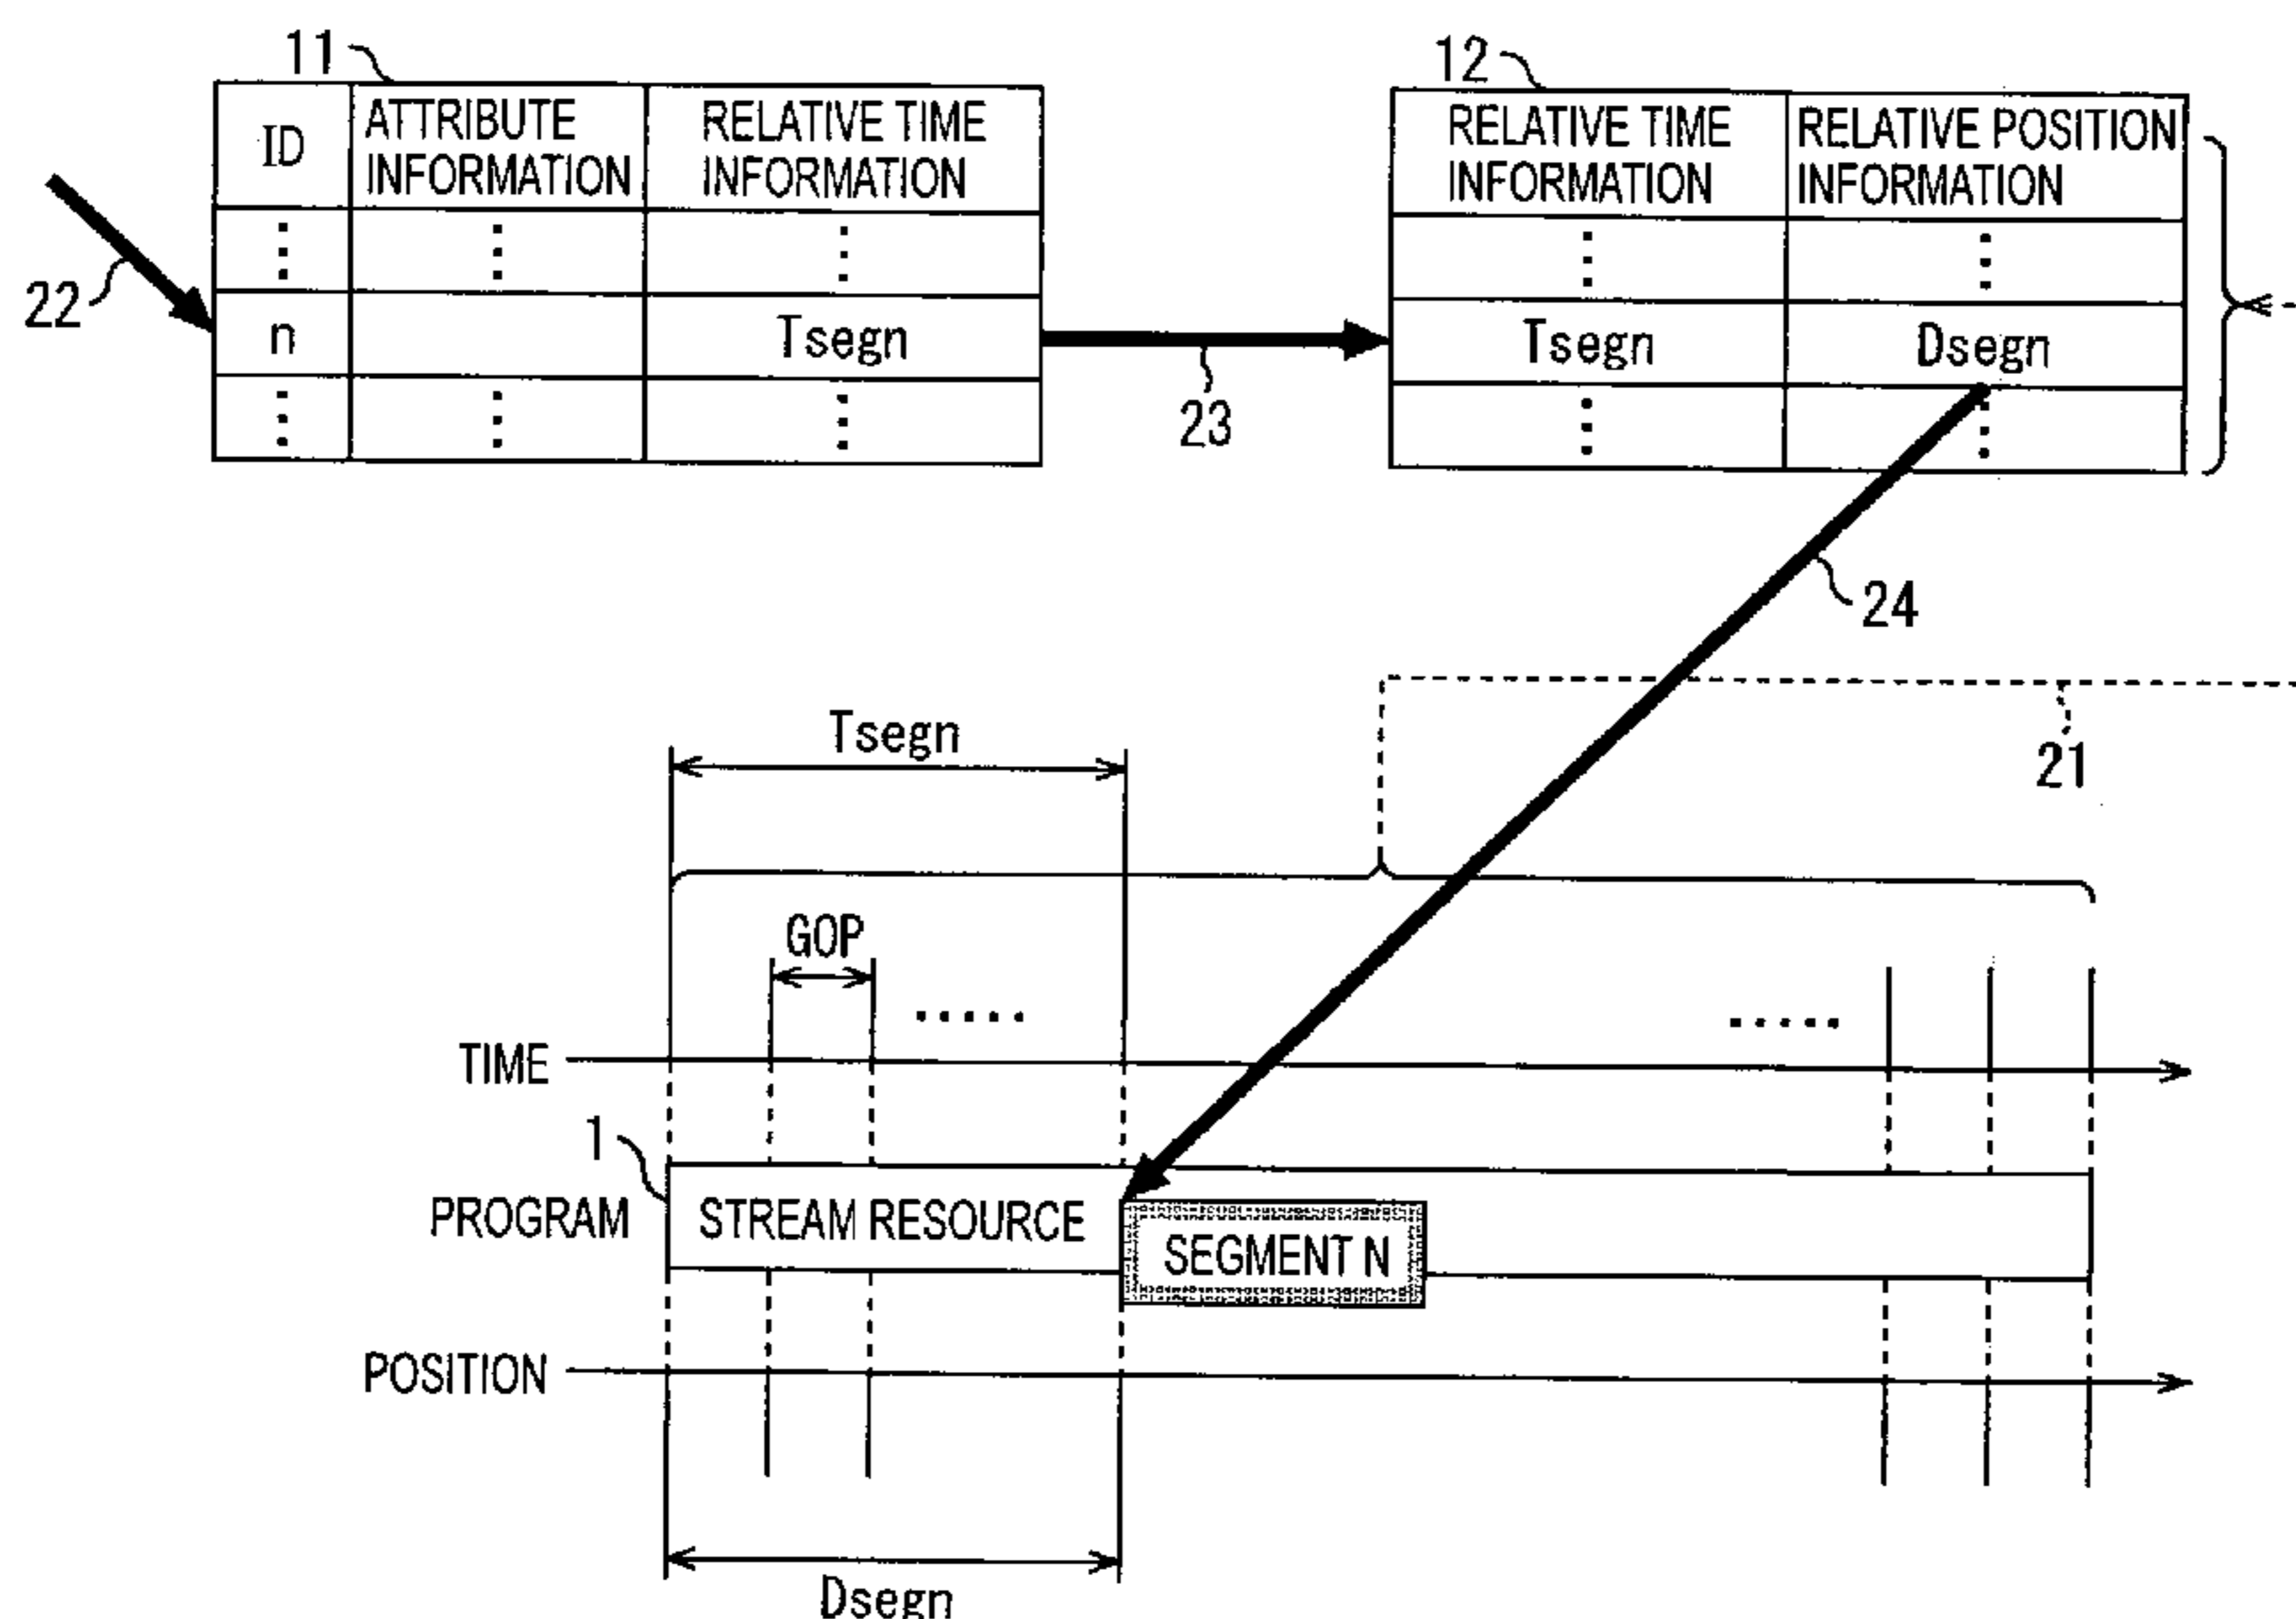 11
12
ID
ATTRIBUTE
INFORMATION
RELATIVE TIME
INFORMATION
RELATIVE TIME
INFORMATION
RELATIVE POSITION
INFORMATION
22
n
Tsegn
23
Tsegn
Dsegn
24
21
Tsegn
GOP
TIME
1
PROGRAM
STREAM RESOURCE
SEGMENT N
POSITION
Dsegn